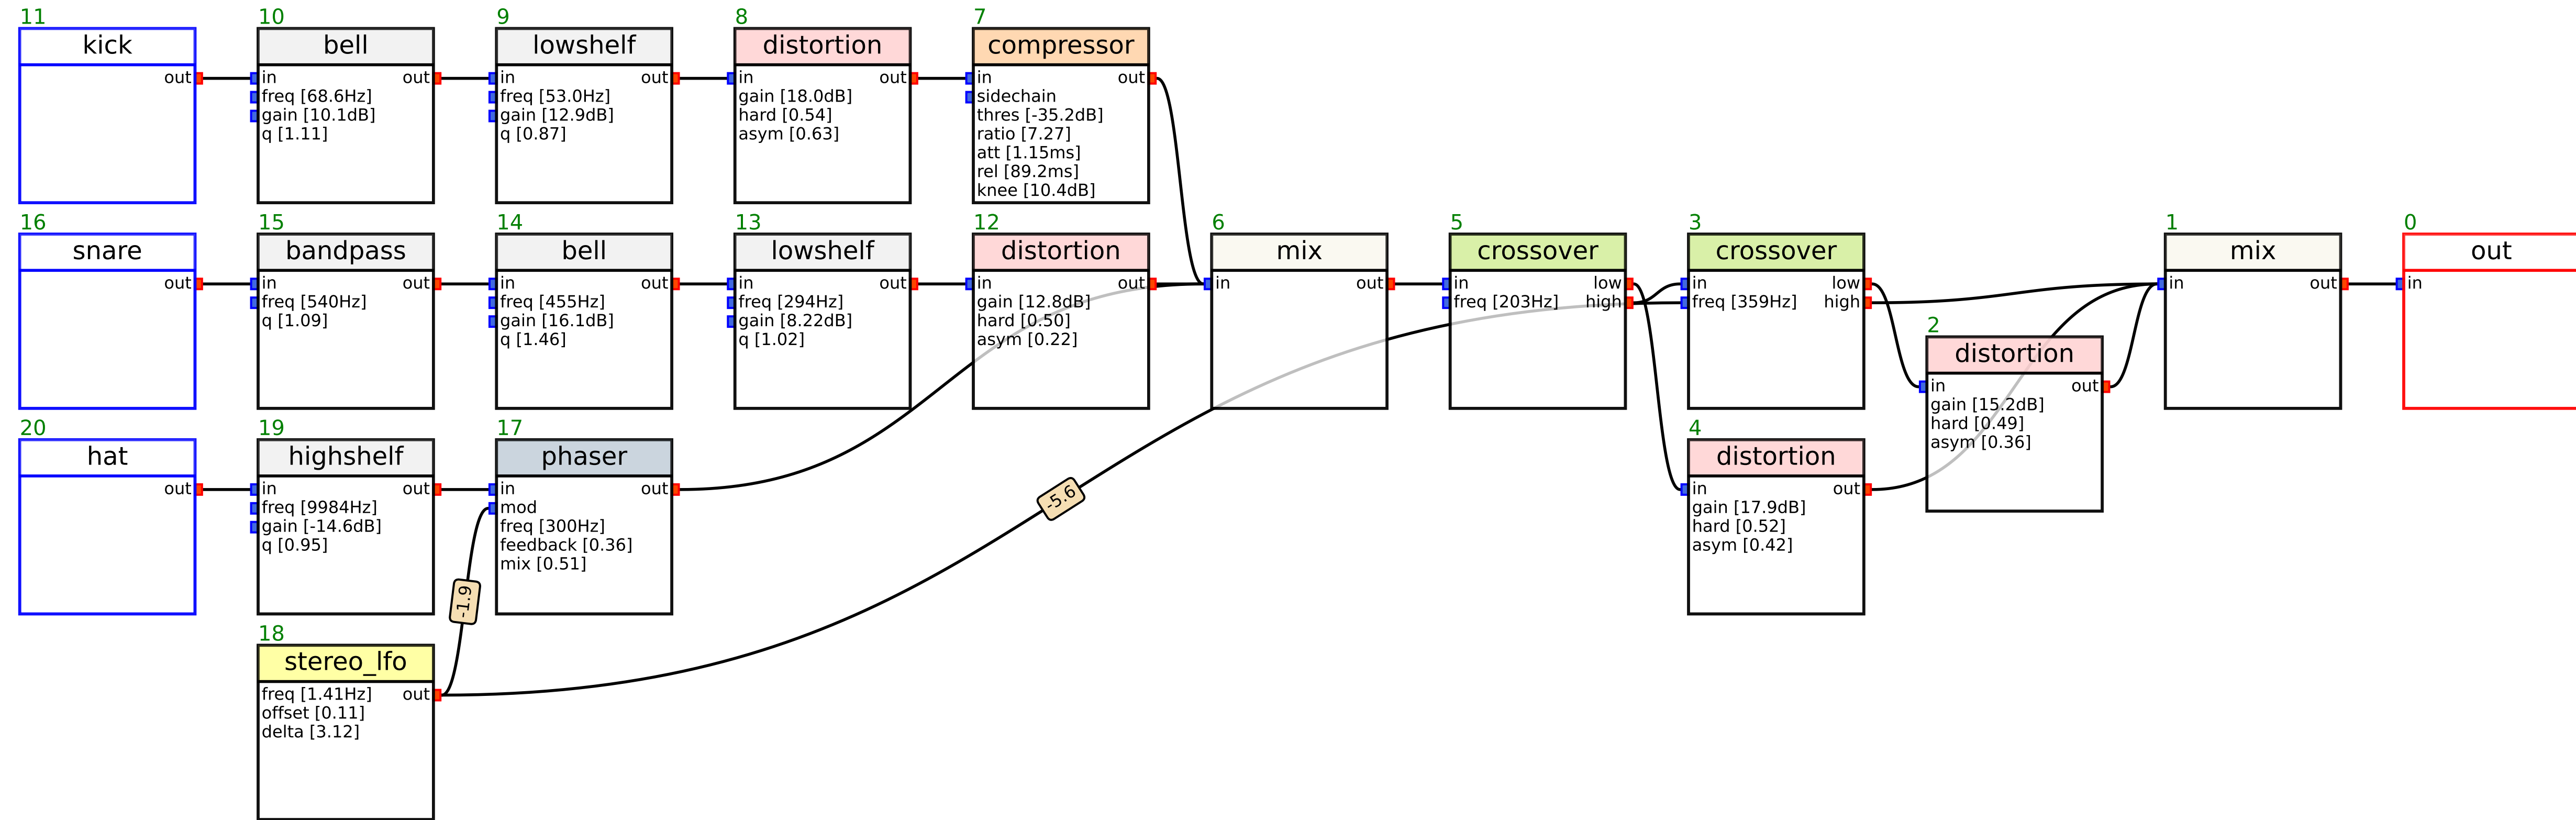 11
kick
out
10
bell
in out
freq [68.6Hz]
gain [10.1dB]
q [1.11]
9
lowshelf
in out
freq [53.0Hz]
gain [12.9dB]
q [0.87]
8
distortion
in out
gain [18.0dB]
hard [0.54]
asym [0.63]
7
compressor
in out
sidechain
thres [-35.2dB]
ratio [7.27]
att [1.15ms]
rel [89.2ms]
knee [10.4dB]
16
snare
out
15
bandpass
in out
freq [540Hz]
q [1.09]
14
bell
in out
freq [455Hz]
gain [16.1dB]
q [1.46]
13
lowshelf
in out
freq [294Hz]
gain [8.22dB]
q [1.02]
12
distortion
in out
gain [12.8dB]
hard [0.50]
asym [0.22]
6
mix
in out
5
crossover
in low
freq [203Hz] high
3
crossover
in low
freq [359Hz] high
2
distortion
in out
gain [15.2dB]
hard [0.49]
asym [0.36]
1
mix
in out
0
out
in
20
hat
out
19
highshelf
in out
freq [9984Hz]
gain [-14.6dB]
q [0.95]
17
phaser
in out
mod
freq [300Hz]
feedback [0.36]
mix [0.51]
-1.9
-5.6
4
distortion
in out
gain [17.9dB]
hard [0.52]
asym [0.42]
18
stereo_lfo
freq [1.41Hz] out
offset [0.11]
delta [3.12]